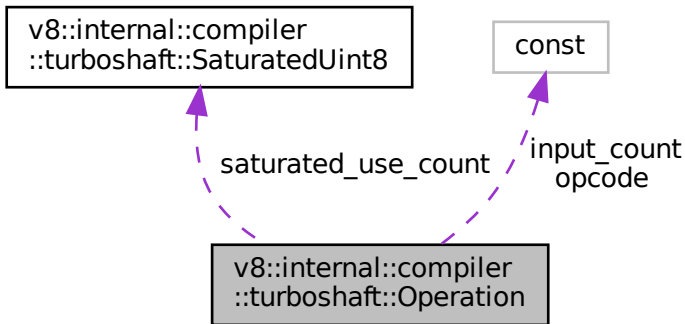 v8::internal::compiler
::turboshaft::SaturatedUint8
const
saturated_use_count
input_count
opcode
v8::internal::compiler
::turboshaft::Operation